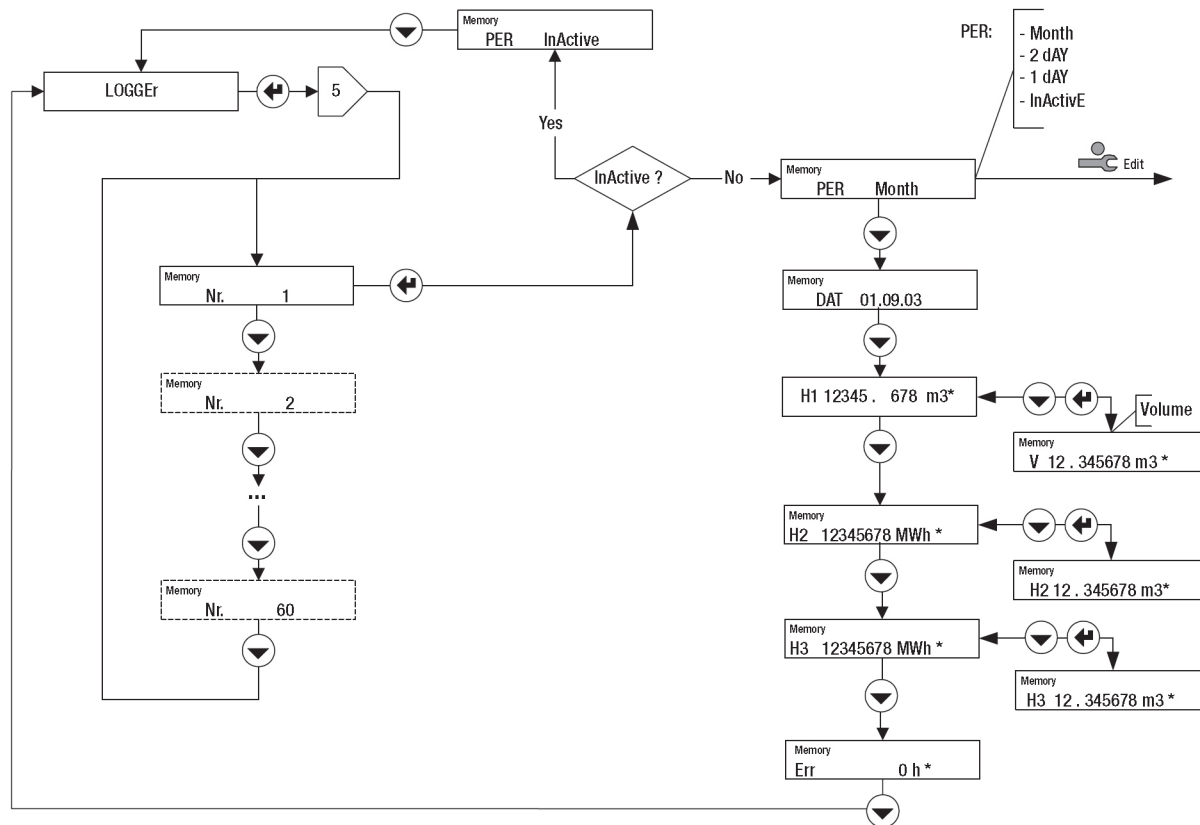 Memory
PER InActive
PER:
- Month
- 2 dAY
- 1 dAY
- InActivE
LOGGEr
5
Yes
Edit
InActive ?
No
Memory
PER Month
Memory
Nr. 1
Memory
DAT 01.09.03
Memory
Nr. 2
H1 12345 . 678 m3*
Volume
Memory
V 12 . 345678 m3 *
...
Memory
H2 12345678 MWh *
Memory
H2 12 . 345678 m3*
Memory
Nr. 60
Memory
H3 12345678 MWh *
Memory
H3 12 . 345678 m3 *
Memory
Err 0 h *